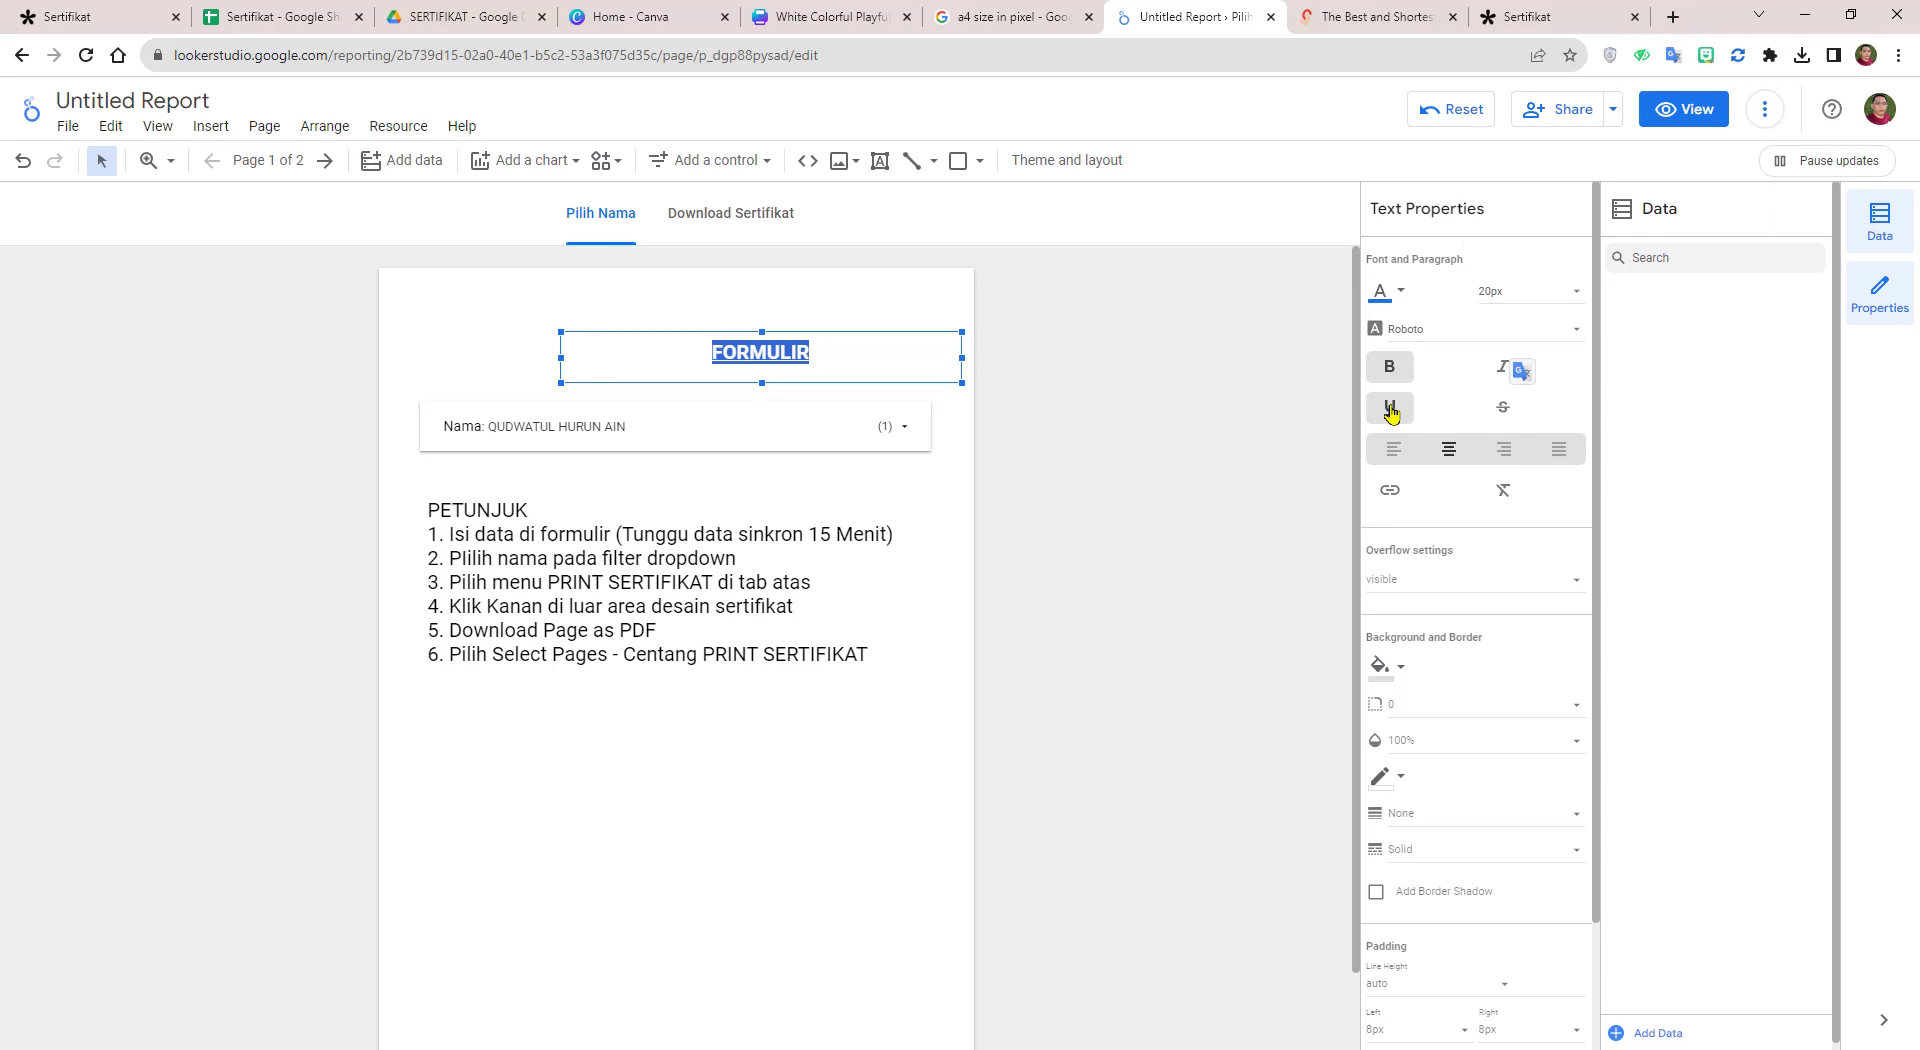 Sertifikat
Sertifikat - Google Sh
SERTIFIKAT - Google D
Home - Canva
White Colorful Playfu
a4 size in pixel - Goo
Untitled Report › Pilih
The Best and Shortes
Sertifikat
lookerstudio.google.com/reporting/2b739d15-02a0-40e1-b5c2-53a3f075d35c/page/p_dgp88pysad/edit
Untitled Report
File Edit View Insert Page Arrange Resource Help
Reset
Share
View
Page 1 of 2
Add data
Add a chart
Add a control
Theme and layout
Pause updates
Pilih Nama
Download Sertifikat
FORMULIR
Nama: QUDWATUL HURUN AIN (1)
PETUNJUK
1. Isi data di formulir (Tunggu data sinkron 15 Menit)
2. PIilih nama pada filter dropdown
3. Pilih menu PRINT SERTIFIKAT di tab atas
4. Klik Kanan di luar area desain sertifikat
5. Download Page as PDF
6. Pilih Select Pages - Centang PRINT SERTIFIKAT
Text Properties
Font and Paragraph
A
20px
A Roboto
B
I
U
S
Overflow settings
visible
Background and Border
0
100%
None
Solid
Add Border Shadow
Padding
Line Height
auto
Left
Right
8px
8px
Data
Search
Add Data
Data
Properties